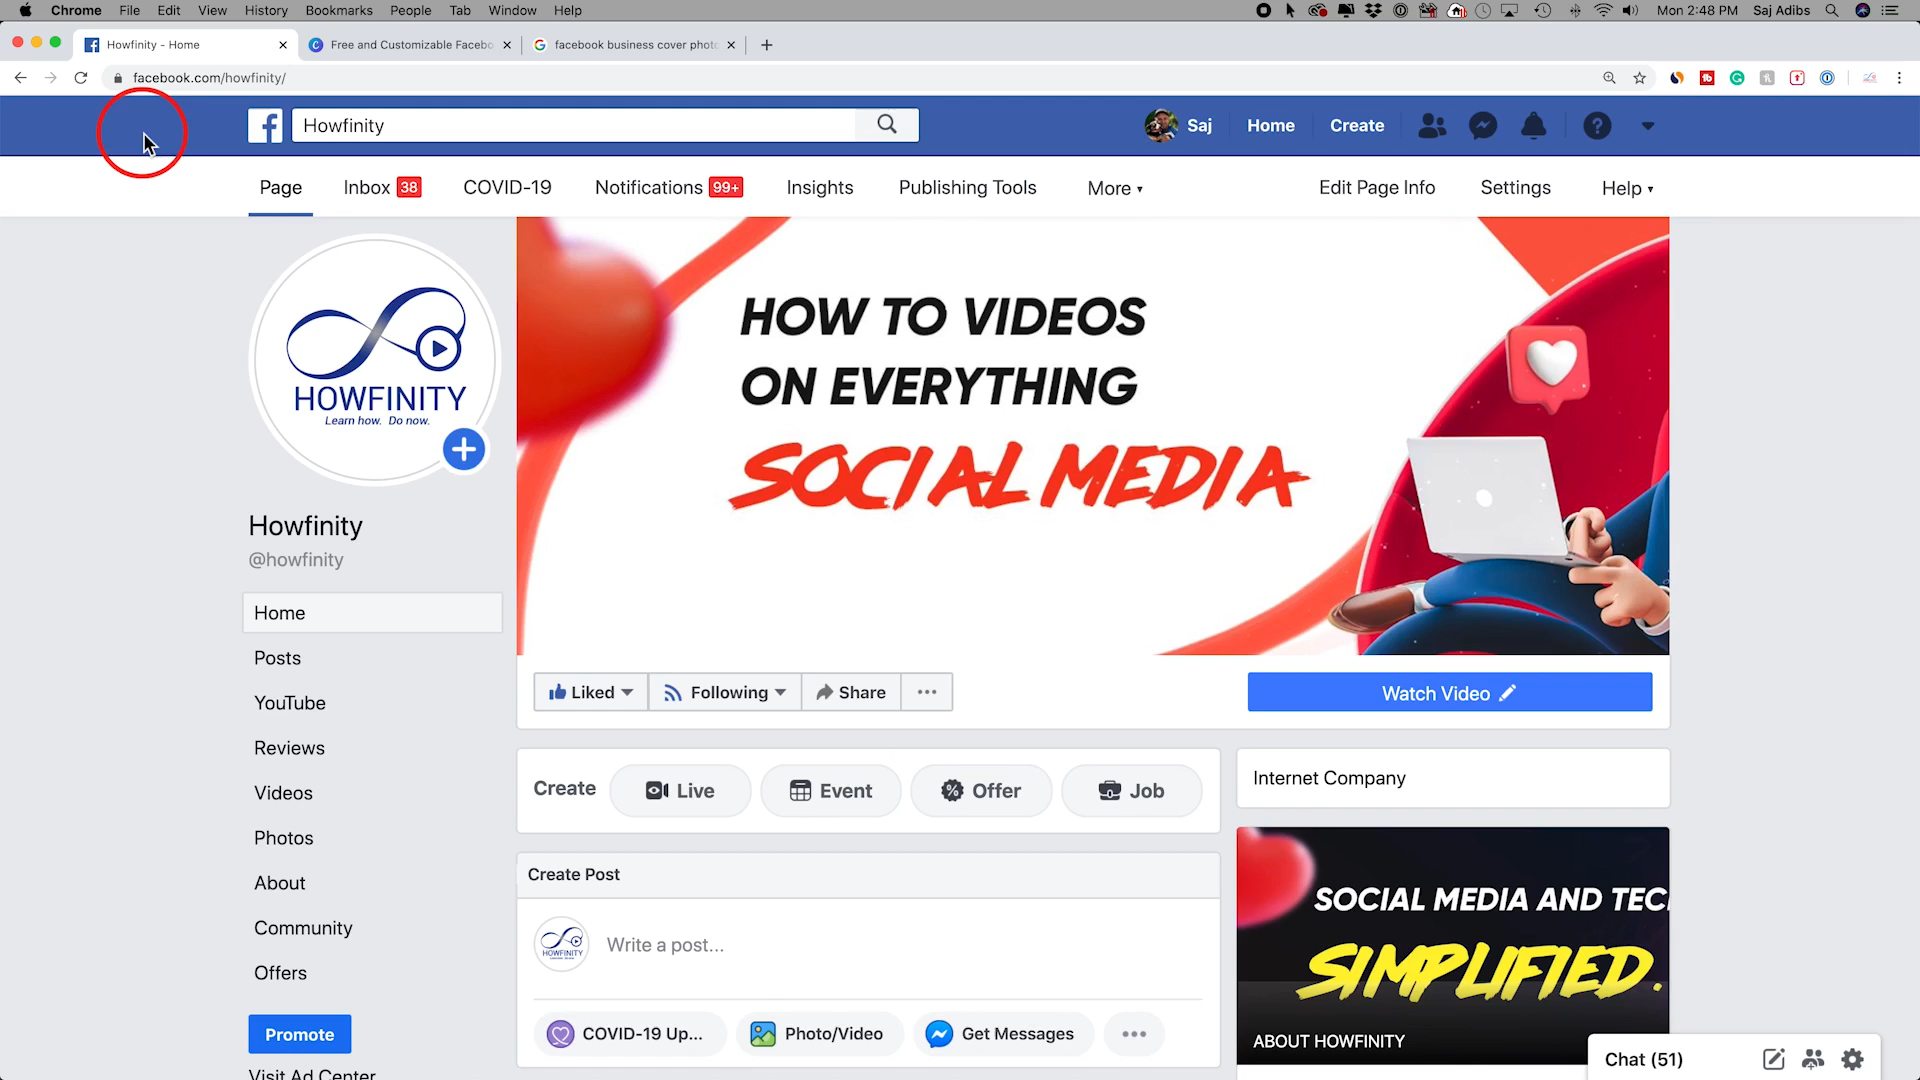 Chrome File Edit View History Bookmarks People Tab Window Help
Mon 2:48 PM Saj Adibs
Howfinity - Home
Free and Customizable Facebo
facebook business cover photo
facebook.com/howfinity/
Howfinity
Saj Home Create
Page Inbox 38 COVID-19 Notifications 99+ Insights Publishing Tools More
Edit Page Info Settings Help
HOWFINITY
Learn how. Do now.
Howfinity
@howfinity
Home
Posts
YouTube
Reviews
Videos
Photos
About
Community
Offers
Promote
Visit Ad Center
HOW TO VIDEOS
ON EVERYTHING
SOCIAL MEDIA
Liked Following Share
Watch Video
Create Live Event Offer Job
Create Post
HOWFINITY
Write a post...
COVID-19 Up... Photo/Video Get Messages
Internet Company
SOCIAL MEDIA AND TEC
SIMPLIFIED.
ABOUT HOWFINITY
Chat (51)